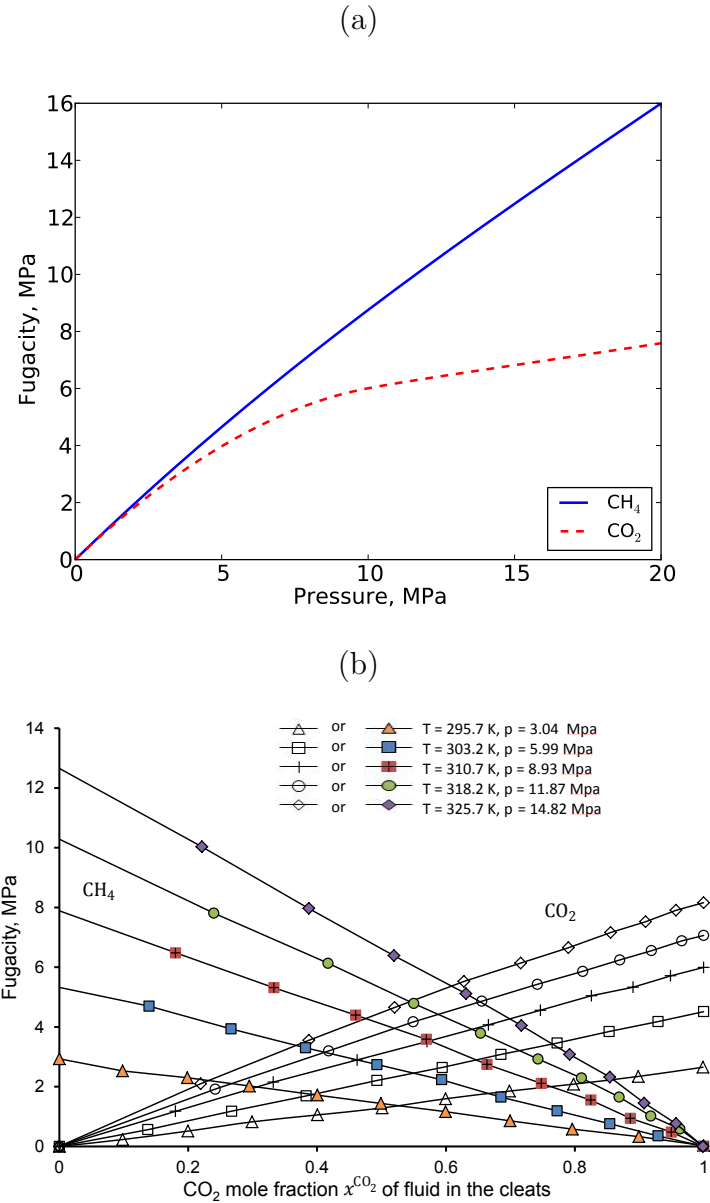 (a)
16
14
12
10
8
6
4
2
0
Fugacity, MPa
CH₄
CO₂
0 5 10 15 20
Pressure, MPa
(b)
14
12
10
8
6
4
2
0
Fugacity, MPa
or T = 295.7 K, p = 3.04 Mpa
or T = 303.2 K, p = 5.99 Mpa
or T = 310.7 K, p = 8.93 Mpa
or T = 318.2 K, p = 11.87 Mpa
or T = 325.7 K, p = 14.82 Mpa
CH₄
CO₂
0 0.2 0.4 0.6 0.8 1
CO₂ mole fraction x^CO₂ of fluid in the cleats